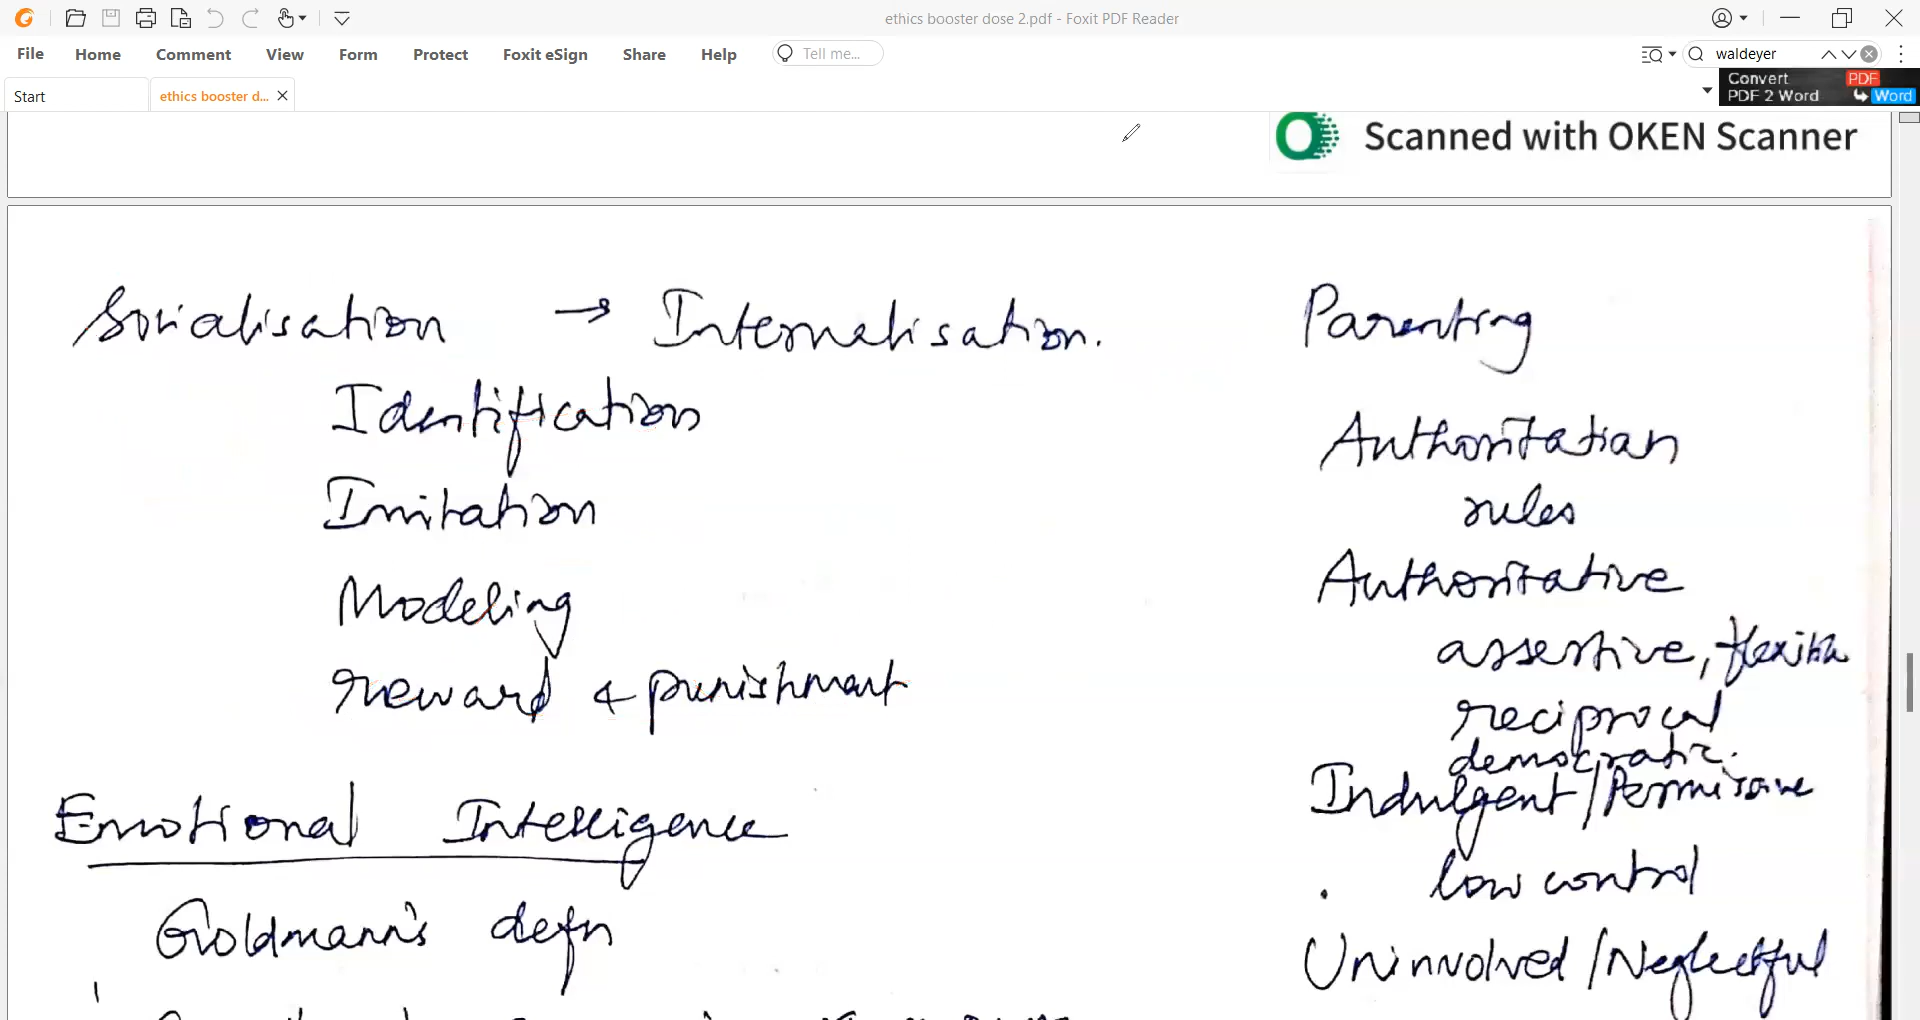 ethics booster dose 2.pdf - Foxit PDF Reader
File Home Comment View Form Protect Foxit eSign Share Help Tell me... waldeyer
Start ethics booster d...
Convert PDF
PDF 2 Word Word
Scanned with OKEN Scanner
Socialisation → Internalisation.
Identification
Imitation
Modeling
reward & punishment
Emotional Intelligence
Goldmann's defn
Parenting
Authoritatian
rules
Authoritative
assertive, flexible
reciprocal
democratic.
Indulgent / Permissive
low control
Uninvolved / Neglectful